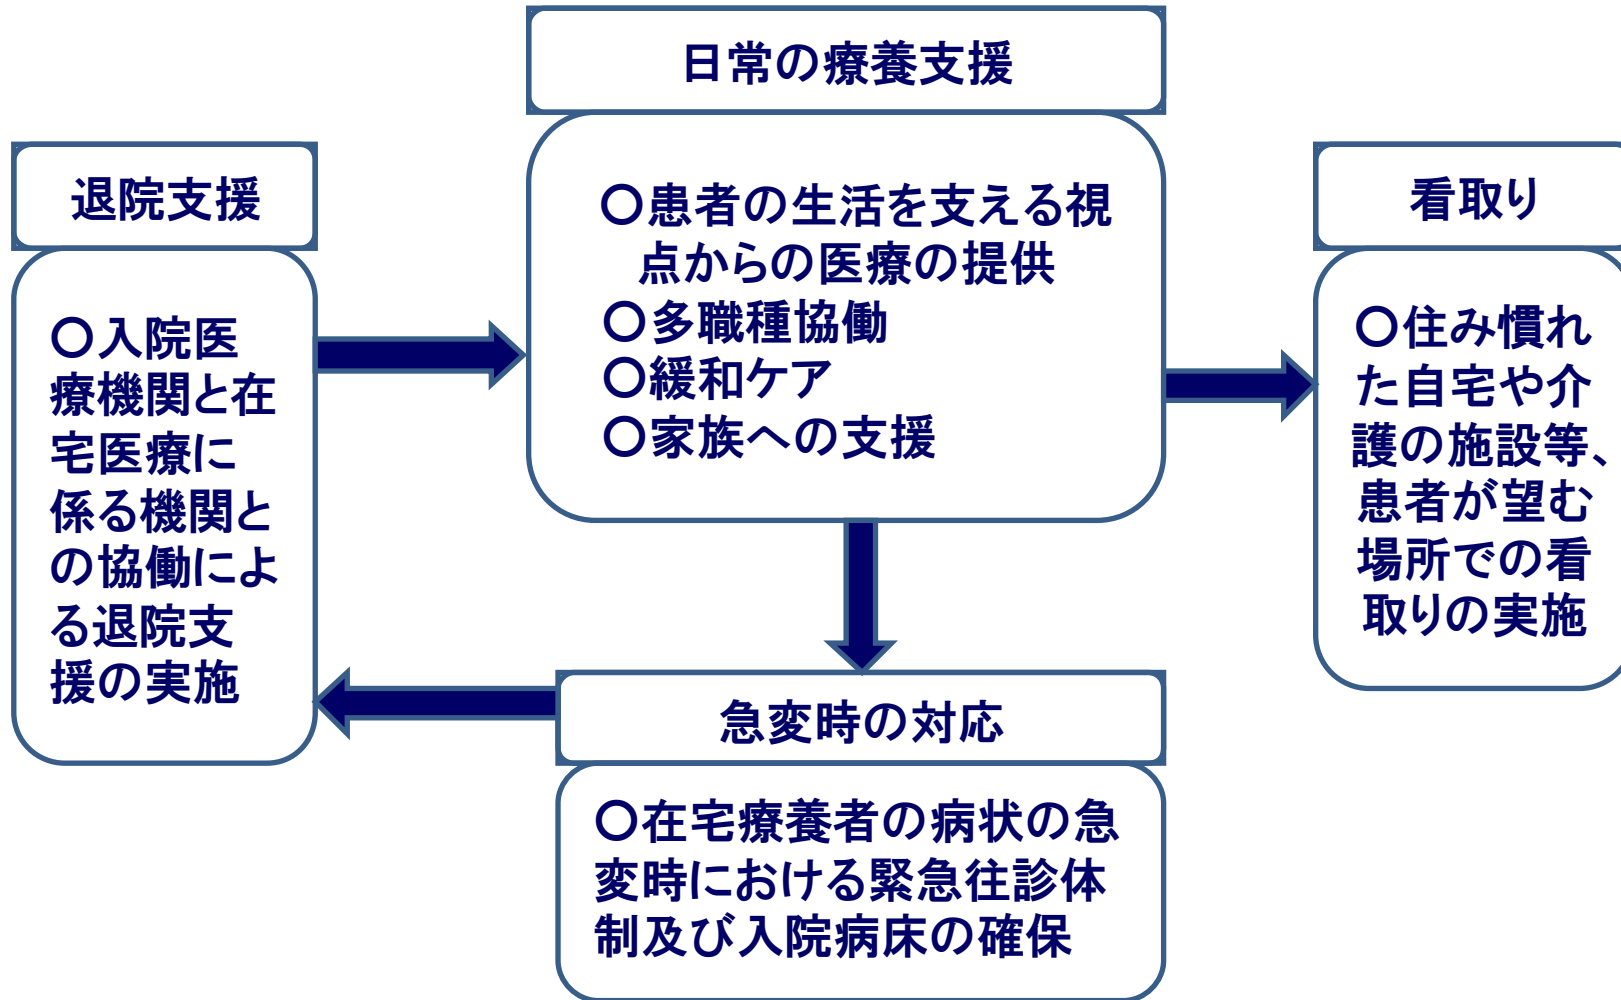 日常の療養支援
〇患者の生活を支える視
点からの医療の提供
〇多職種協働
〇緩和ケア
〇家族への支援
退院支援
〇入院医
療機関と在
宅医療に
係る機関と
の協働によ
る退院支
援の実施
看取り
〇住み慣れ
た自宅や介
護の施設等、
患者が望む
場所での看
取りの実施
急変時の対応
〇在宅療養者の病状の急
変時における緊急往診体
制及び入院病床の確保